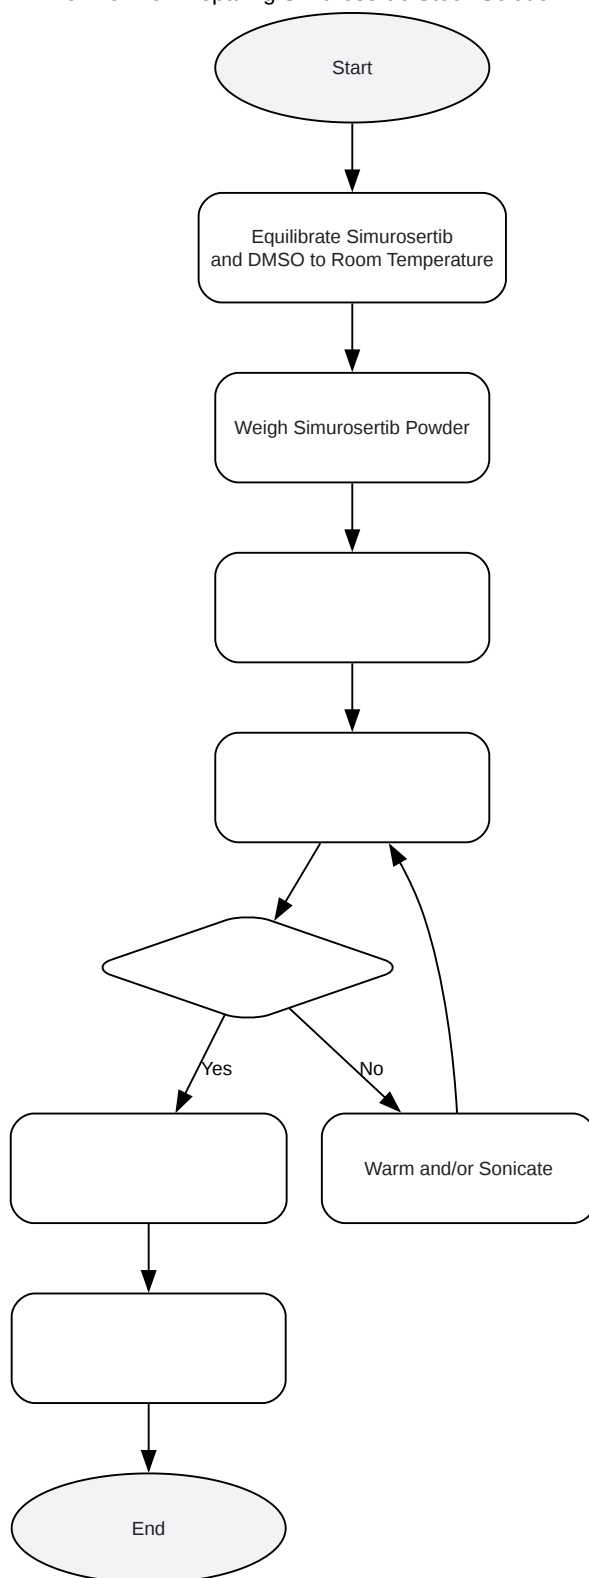 Start
Equilibrate Simurosertib
and DMSO to Room Temperature
Weigh Simurosertib Powder
Yes
No
Warm and/or Sonicate
End